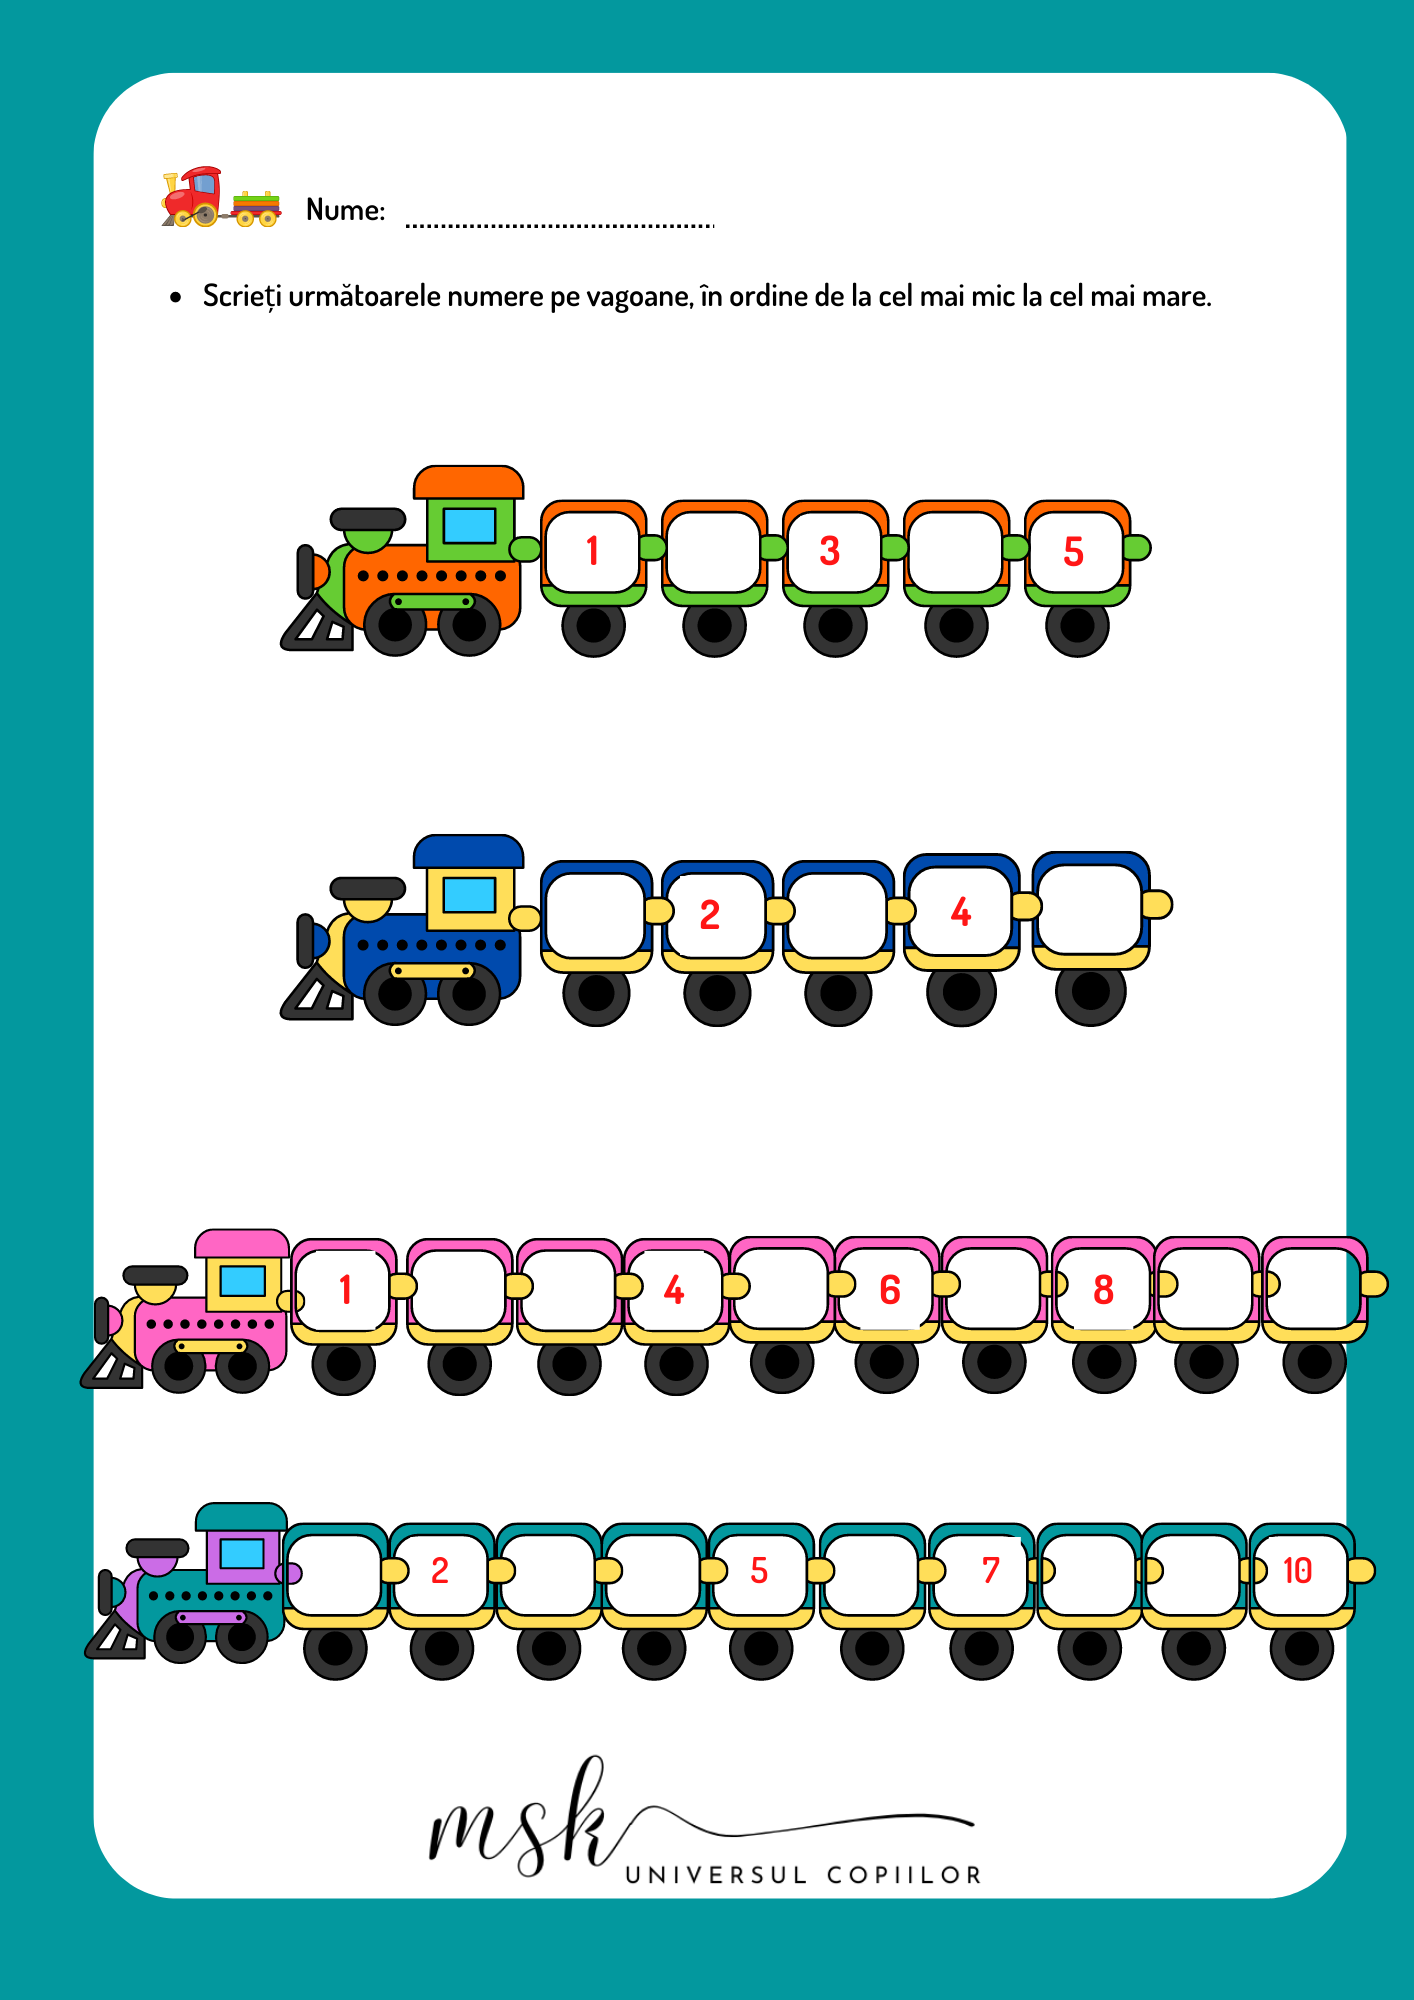 Nume: ............................................
• Scrieți următoarele numere pe vagoane, în ordine de la cel mai mic la cel mai mare.
1 3 5
2 4
1 4 6 8
2 5 7 10
msk
UNIVERSUL COPIILOR